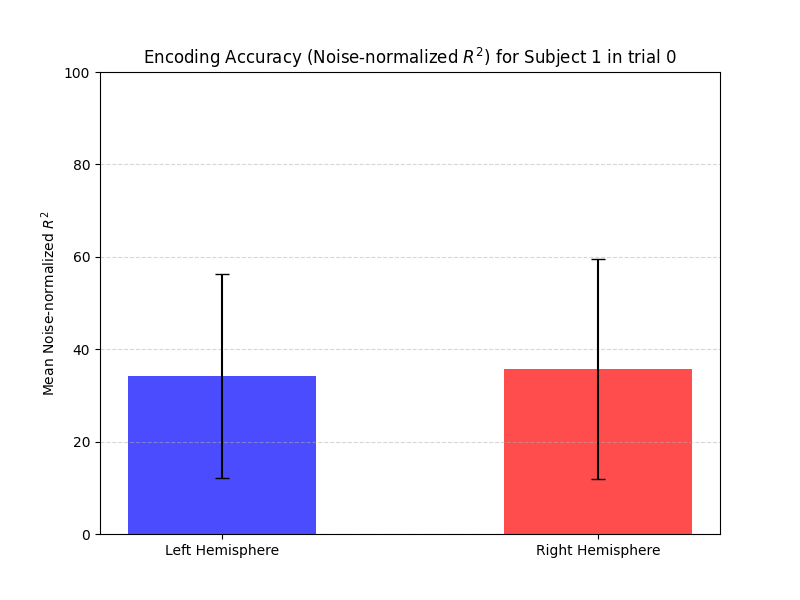 Encoding Accuracy (Noise-normalized R²) for Subject 1 in trial 0
Mean Noise-normalized R²
100
80
60
40
20
0
Left Hemisphere
Right Hemisphere